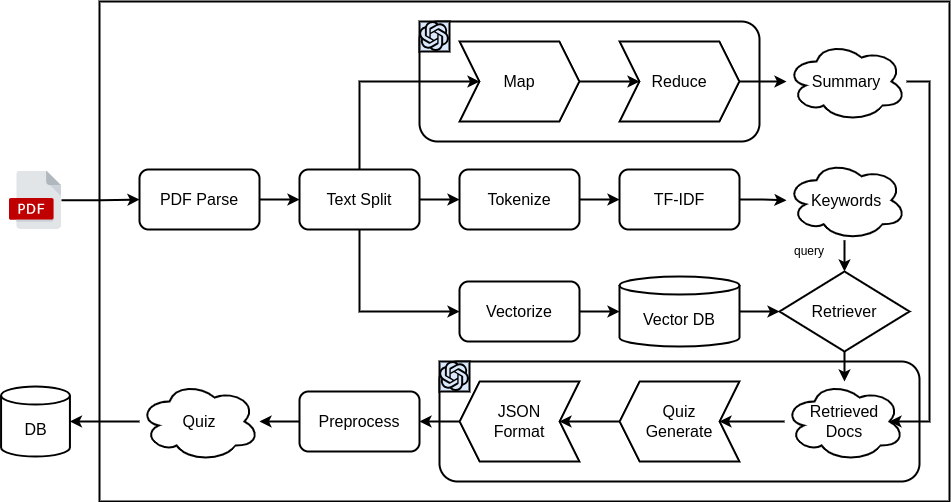 Map
Reduce
Summary
PDF
PDF Parse
Text Split
Tokenize
TF-IDF
Keywords
query
Vectorize
Vector DB
Retriever
DB
Quiz
Preprocess
JSON
Format
Quiz
Generate
Retrieved
Docs